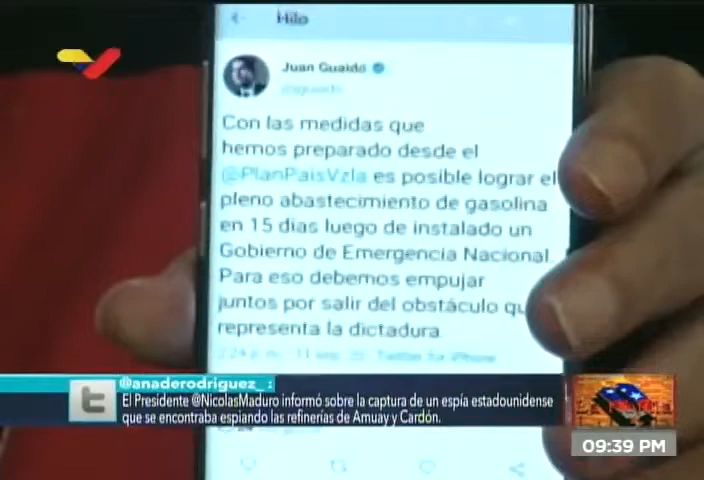 Hilo
Juan Guaidó
@jguaido
Con las medidas que
hemos preparado desde el
@PlanPaisVzla es posible lograr el
pleno abastecimiento de gasolina
en 15 días luego de instalado un
Gobierno de Emergencia Nacional.
Para eso debemos empujar
juntos por salir del obstáculo qu
representa la dictadura.
Twitter for iPhone
@anaderodriguez_ :
El Presidente @NicolasMaduro informó sobre la captura de un espía estadounidense
que se encontraba espiando las refinerías de Amuay y Cardón.
09:39 PM